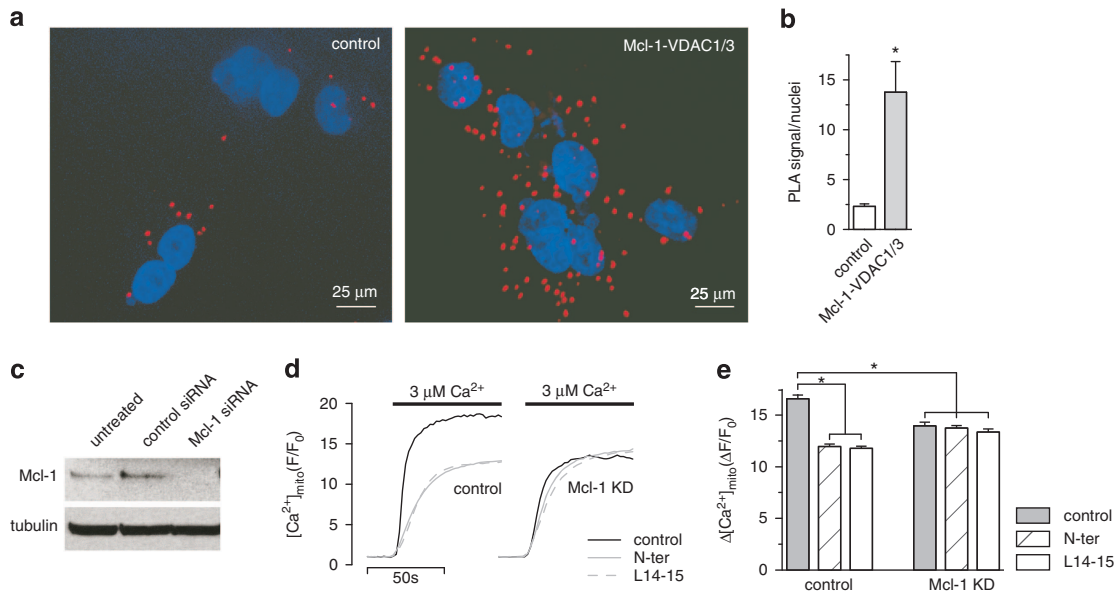 a
control
25 μm
Mcl-1-VDAC1/3
25 μm
b
PLA signal/nuclei
15
10
5
0
control
Mcl-1-VDAC1/3
*
c
untreated
control siRNA
Mcl-1 siRNA
Mcl-1
tubulin
d
3 μM Ca²⁺
3 μM Ca²⁺
[Ca²⁺]mito(F/F₀)
20
15
10
5
0
control
Mcl-1 KD
50s
control
N-ter
L14-15
e
*
*
Δ[Ca²⁺]mito(ΔF/F₀)
15
10
5
0
control
Mcl-1 KD
control
N-ter
L14-15